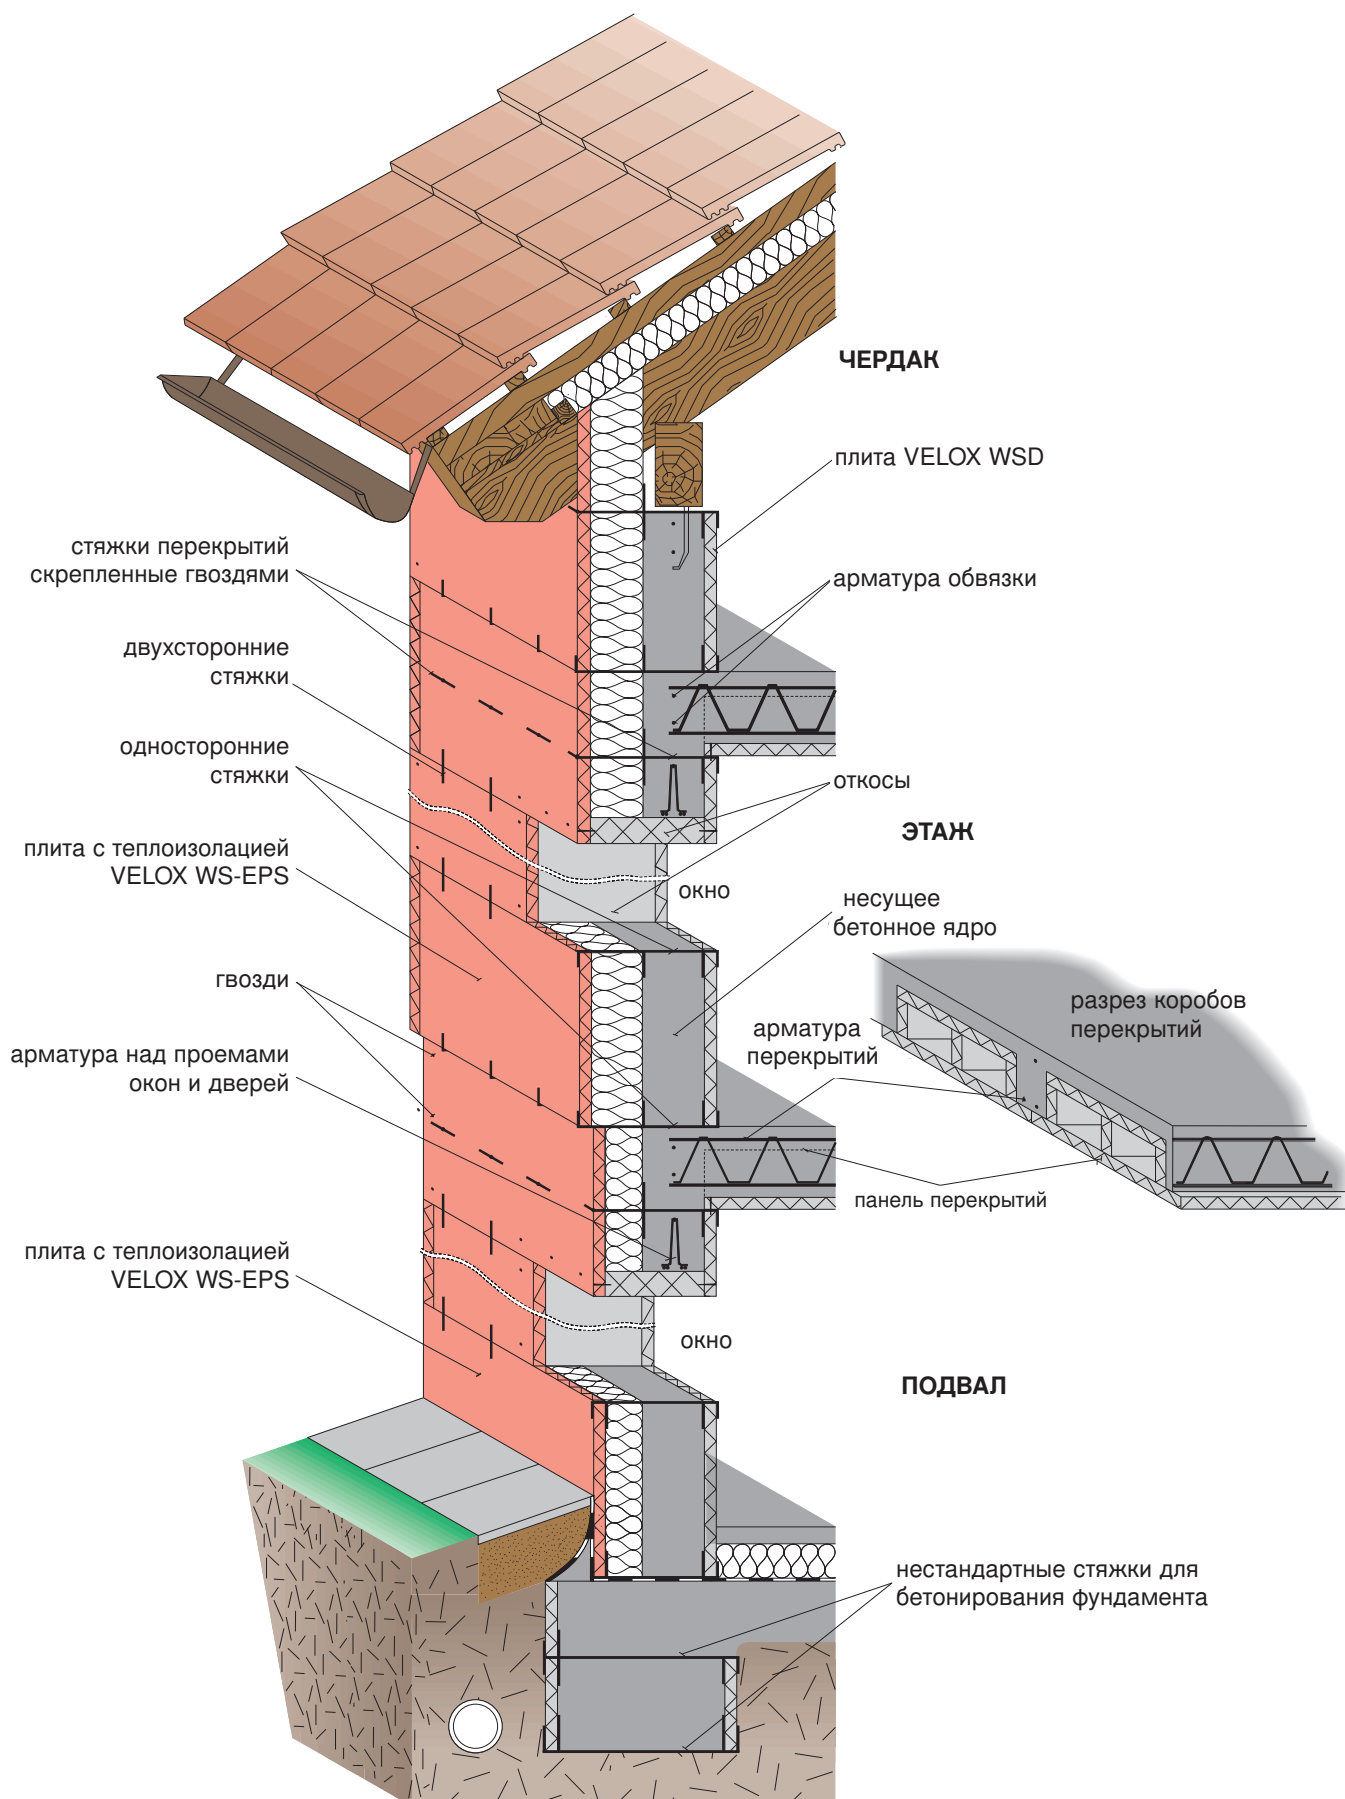 ЧЕРДАК
плита VELOX WSD
стяжки перекрытий
скрепленные гвоздями
арматура обвязки
двухсторонние
стяжки
односторонние
стяжки
откосы
ЭТАЖ
плита с теплоизолацией
VELOX WS-EPS
окно
несущее
бетонное ядро
гвозди
разрез коробов
перекрытий
арматура
перекрытий
арматура над проемами
окон и дверей
панель перекрытий
плита с теплоизолацией
VELOX WS-EPS
окно
ПОДВАЛ
нестандартные стяжки для
бетонирования фундамента